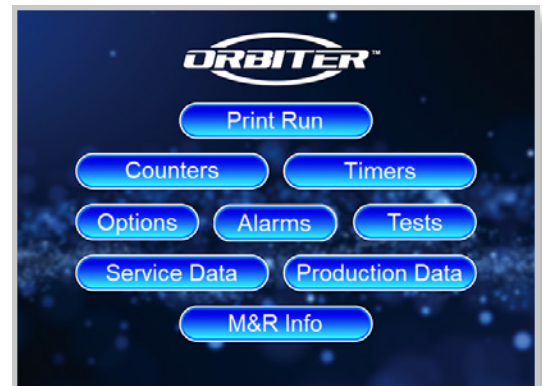 ORBITER™
Print Run
Counters Timers
Options Alarms Tests
Service Data Production Data
M&R Info